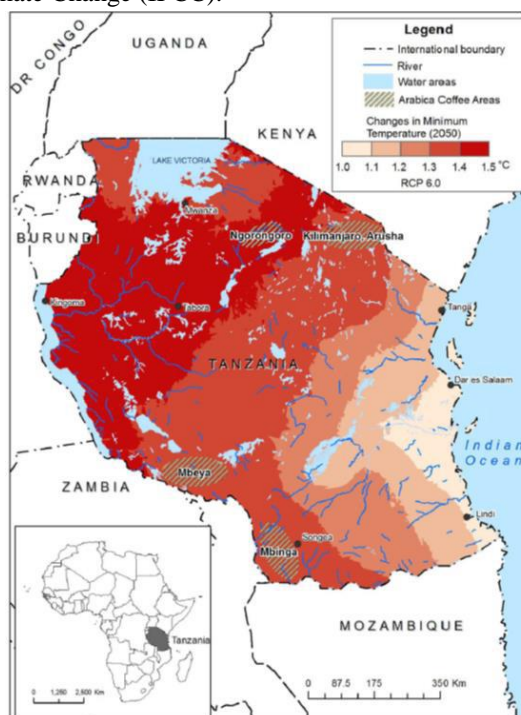 nate Change (IPCC).
DR CONGO
UGANDA
KENYA
RWANDA
BURUNDI
LAKE VICTORIA
Mwanza
Ngorongoro
Kilimanjaro, Arusha
Kingoma
Tabora
Tanga
TANZANIA
Dar es Salaam
Indian
Ocean
Mbeya
ZAMBIA
Lindi
Mbinga
Songea
MOZAMBIQUE
Legend
International boundary
River
Water areas
Arabica Coffee Areas
Changes in Minimum
Temperature (2050)
1.0 1.1 1.2 1.3 1.4 1.5 °C
RCP 6.0
Tanzania
0 1,250 2,500 Km
0 87.5 175 350 Km